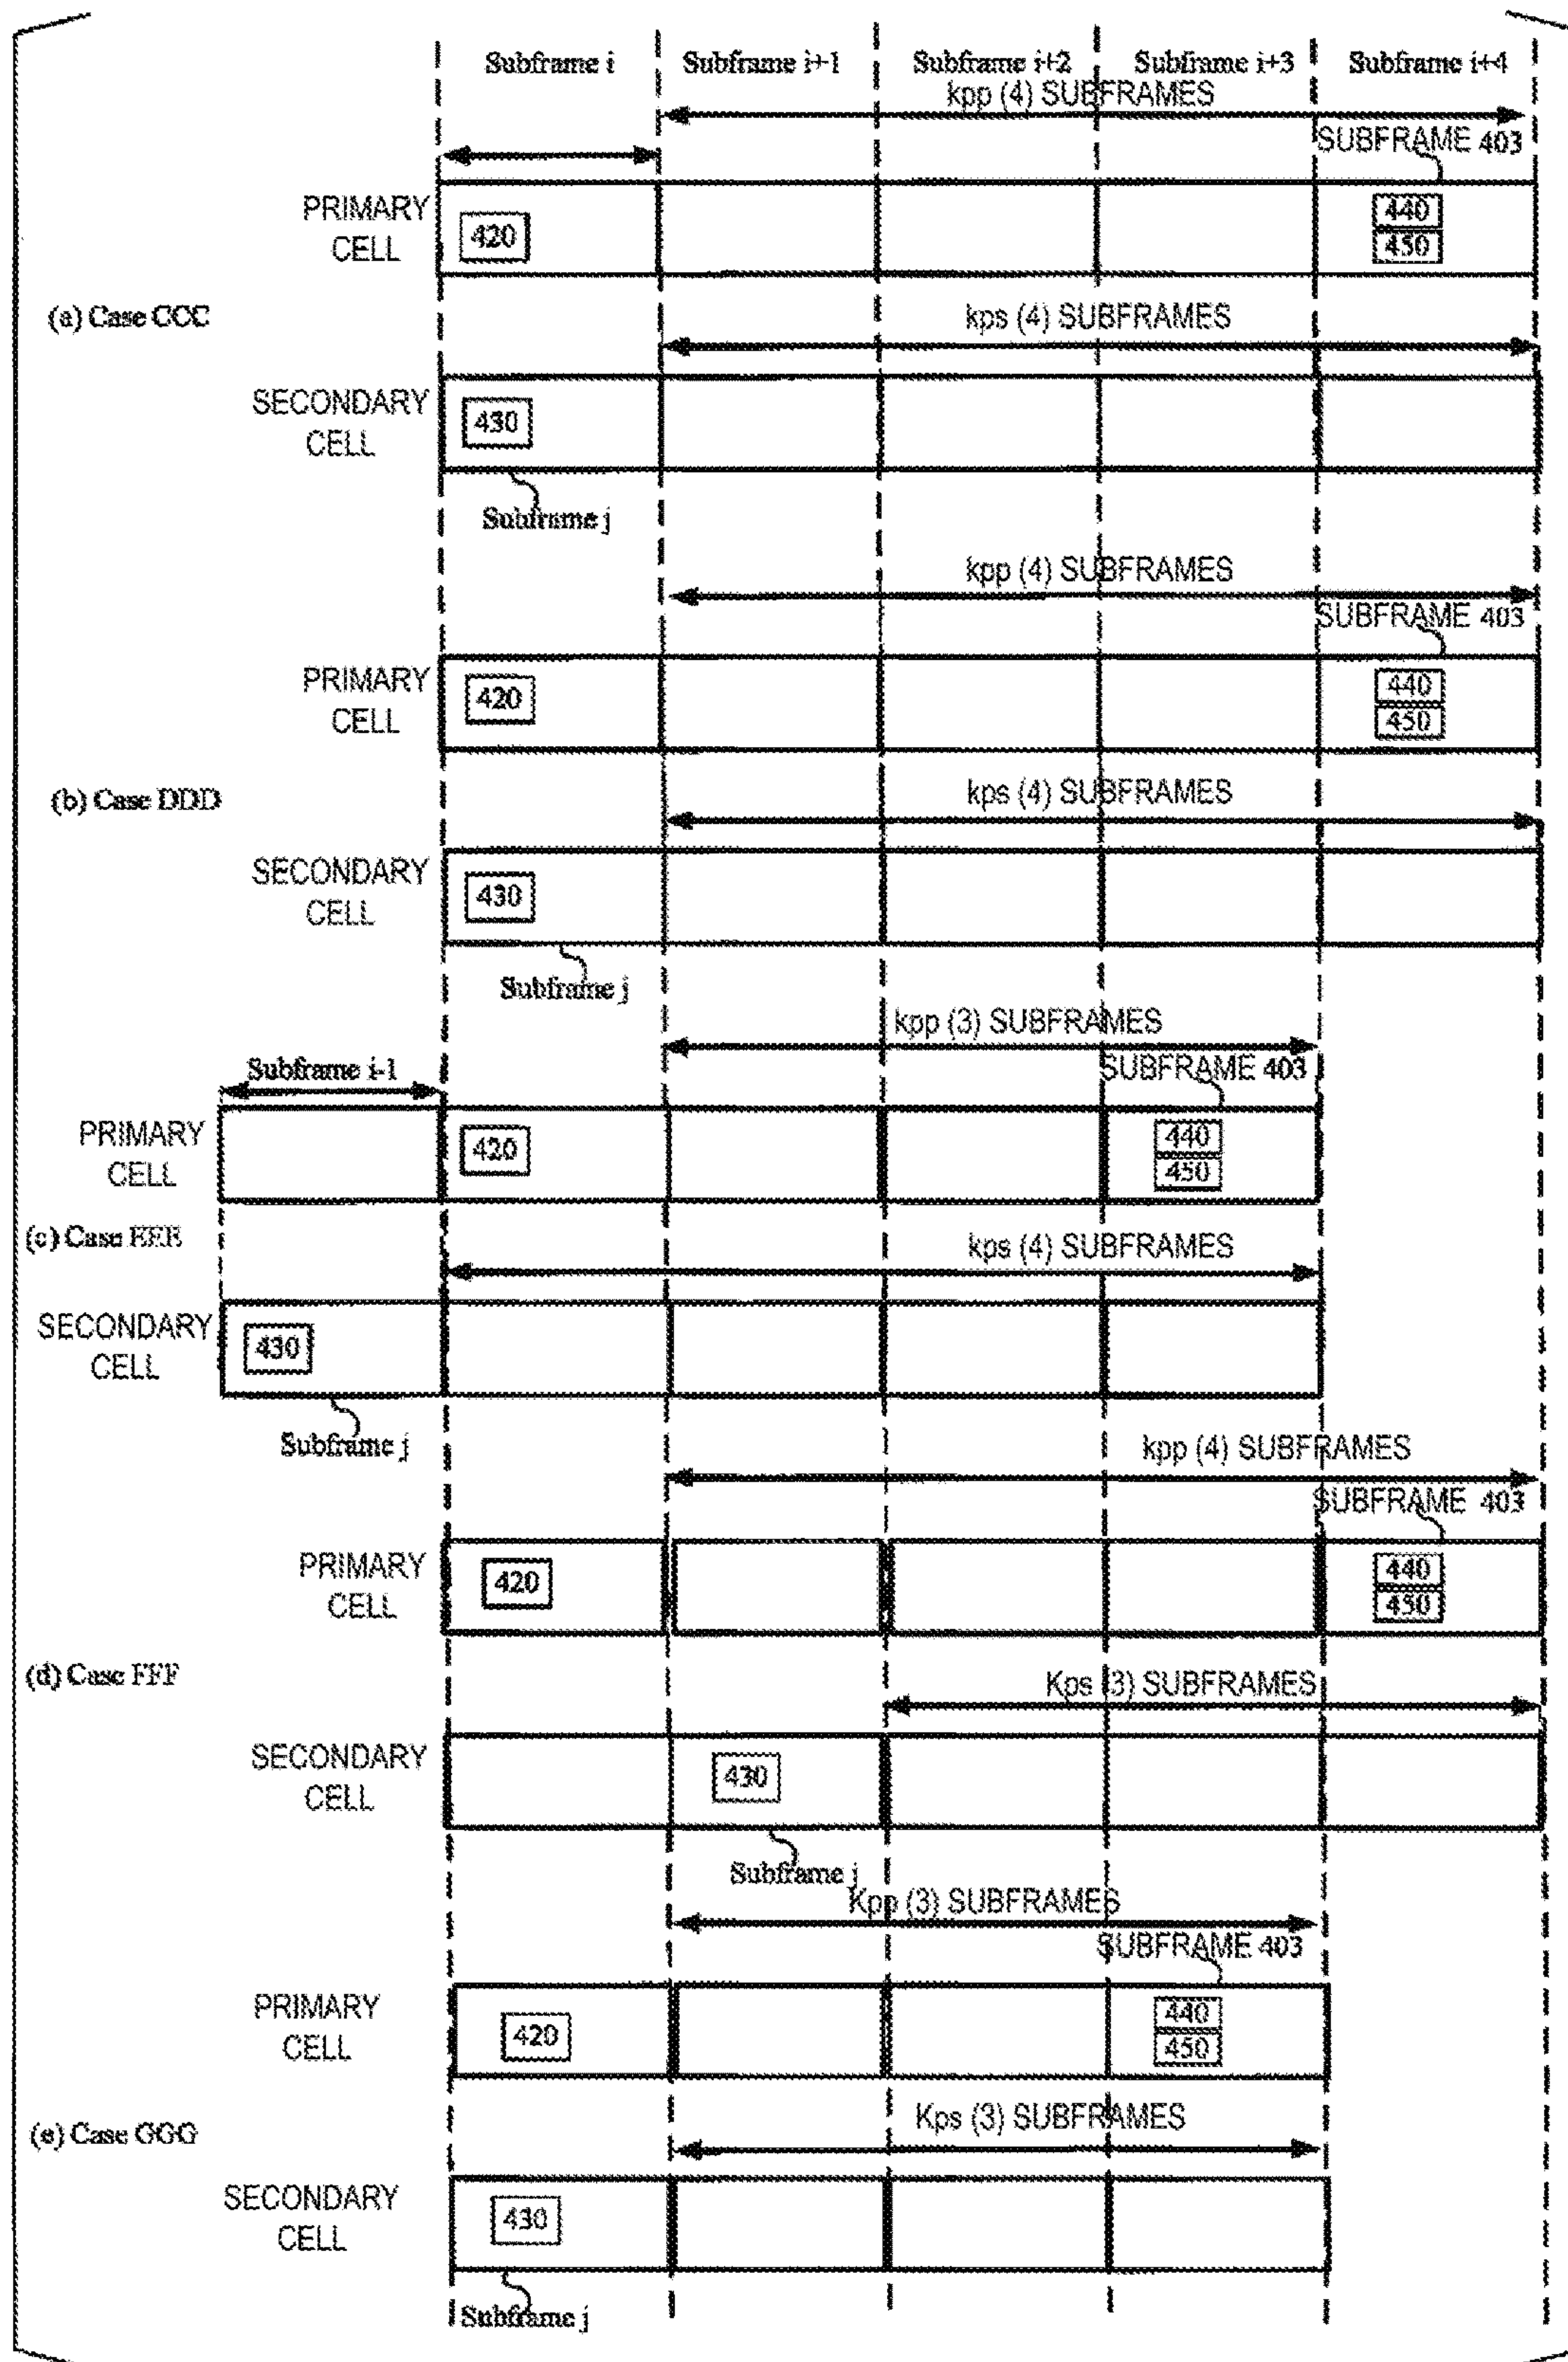 Subframe i Subframe i+1 Subframe i+2 Subframe i+3 Subframe i+4
kpp (4) SUBFRAMES
SUBFRAME 403
PRIMARY
CELL
420
440
450
(a) Case CCC
kps (4) SUBFRAMES
SECONDARY
CELL
430
Subframe j
kpp (4) SUBFRAMES
SUBFRAME 403
PRIMARY
CELL
420
440
450
(b) Case DDD
kps (4) SUBFRAMES
SECONDARY
CELL
430
Subframe j
kpp (3) SUBFRAMES
Subframe i-1
SUBFRAME 403
PRIMARY
CELL
420
440
450
(c) Case EEE
kps (4) SUBFRAMES
SECONDARY
CELL
430
Subframe j
kpp (4) SUBFRAMES
SUBFRAME 403
PRIMARY
CELL
420
440
450
(d) Case FFF
Kps (3) SUBFRAMES
SECONDARY
CELL
430
Subframe j
Kpp (3) SUBFRAMES
SUBFRAME 403
PRIMARY
CELL
420
440
450
(e) Case GGG
Kps (3) SUBFRAMES
SECONDARY
CELL
430
Subframe j